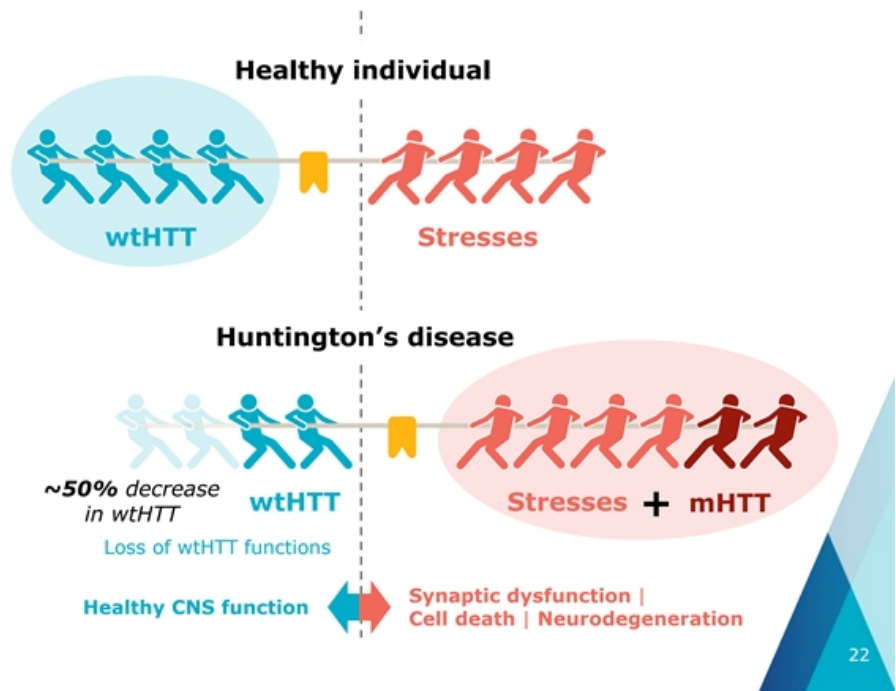 Healthy individual
wtHTT
Stresses
Huntington's disease
~50% decrease
in wtHTT
wtHTT
Stresses + mHTT
Loss of wtHTT functions
Healthy CNS function
Synaptic dysfunction |
Cell death | Neurodegeneration
22